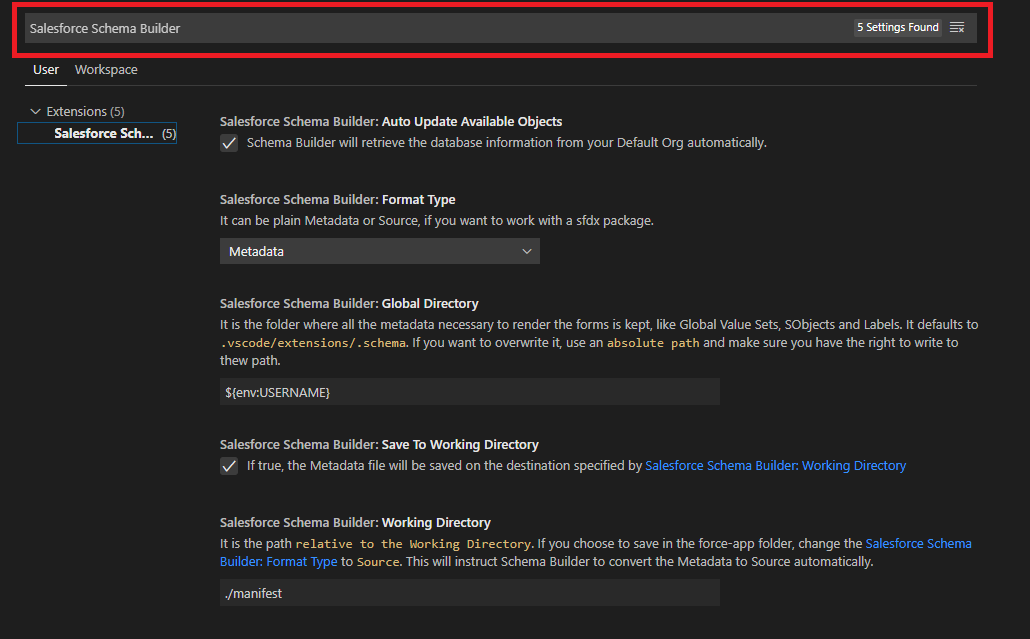 Salesforce Schema Builder
5 Settings Found
User Workspace
Extensions (5)
Salesforce Sch... (5)
Salesforce Schema Builder: Auto Update Available Objects
Schema Builder will retrieve the database information from your Default Org automatically.
Salesforce Schema Builder: Format Type
It can be plain Metadata or Source, if you want to work with a sfdx package.
Metadata
Salesforce Schema Builder: Global Directory
It is the folder where all the metadata necessary to render the forms is kept, like Global Value Sets, SObjects and Labels. It defaults to
.vscode/extensions/.schema. If you want to overwrite it, use an absolute path and make sure you have the right to write to
thew path.
${env:USERNAME}
Salesforce Schema Builder: Save To Working Directory
If true, the Metadata file will be saved on the destination specified by Salesforce Schema Builder: Working Directory
Salesforce Schema Builder: Working Directory
It is the path relative to the Working Directory. If you choose to save in the force-app folder, change the Salesforce Schema
Builder: Format Type to Source. This will instruct Schema Builder to convert the Metadata to Source automatically.
./manifest